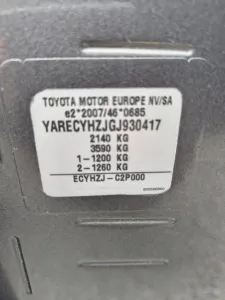 TOYOTA MOTOR EUROPE NV/SA
e2*2007/46*0685
YARECYHZJGJ930417
2140 KG
3590 KG
1-1200 KG
2-1260 KG
ECYHZJ-C2P000